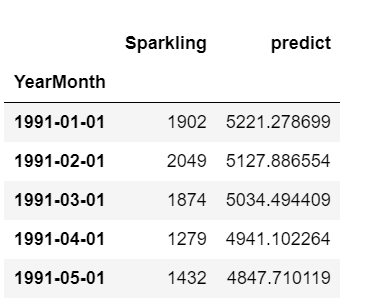 Sparkling predict
YearMonth
1991-01-01 1902 5221.278699
1991-02-01 2049 5127.886554
1991-03-01 1874 5034.494409
1991-04-01 1279 4941.102264
1991-05-01 1432 4847.710119